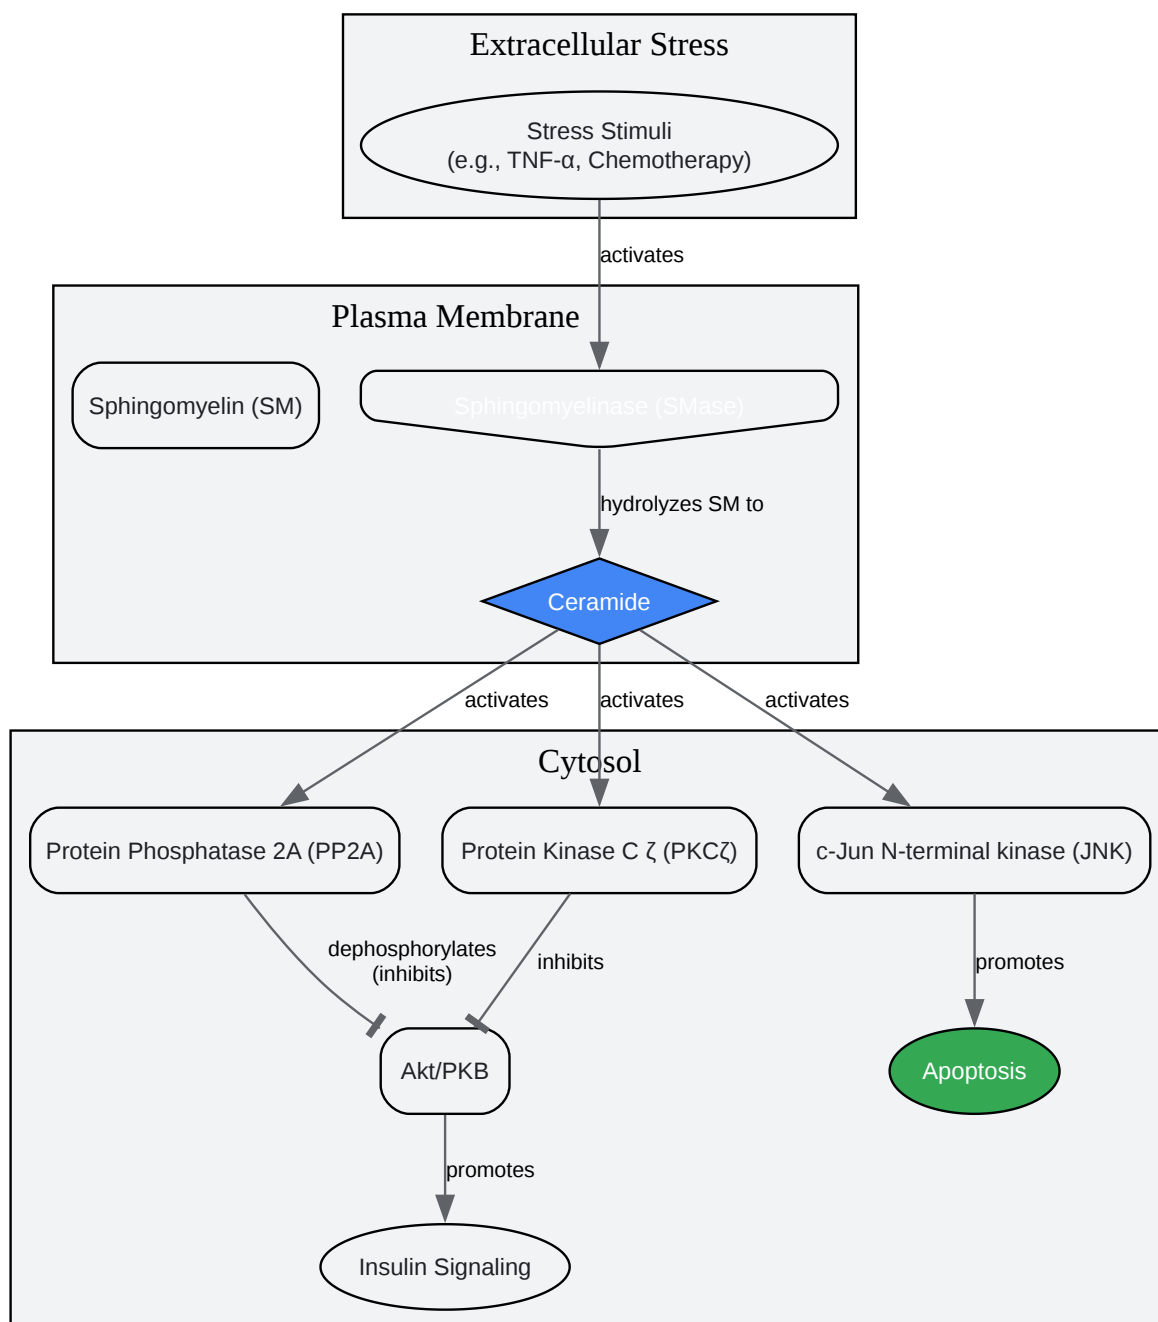 Extracellular Stress
Stress Stimuli
(e.g., TNF-α, Chemotherapy)
activates
Plasma Membrane
Sphingomyelin (SM)
Sphingomyelinase (SMase)
hydrolyzes SM to
Ceramide
activates
activates
activates
Cytosol
Protein Phosphatase 2A (PP2A)
Protein Kinase C ζ (PKCζ)
c-Jun N-terminal kinase (JNK)
dephosphorylates
(inhibits)
inhibits
promotes
Akt/PKB
Apoptosis
promotes
Insulin Signaling